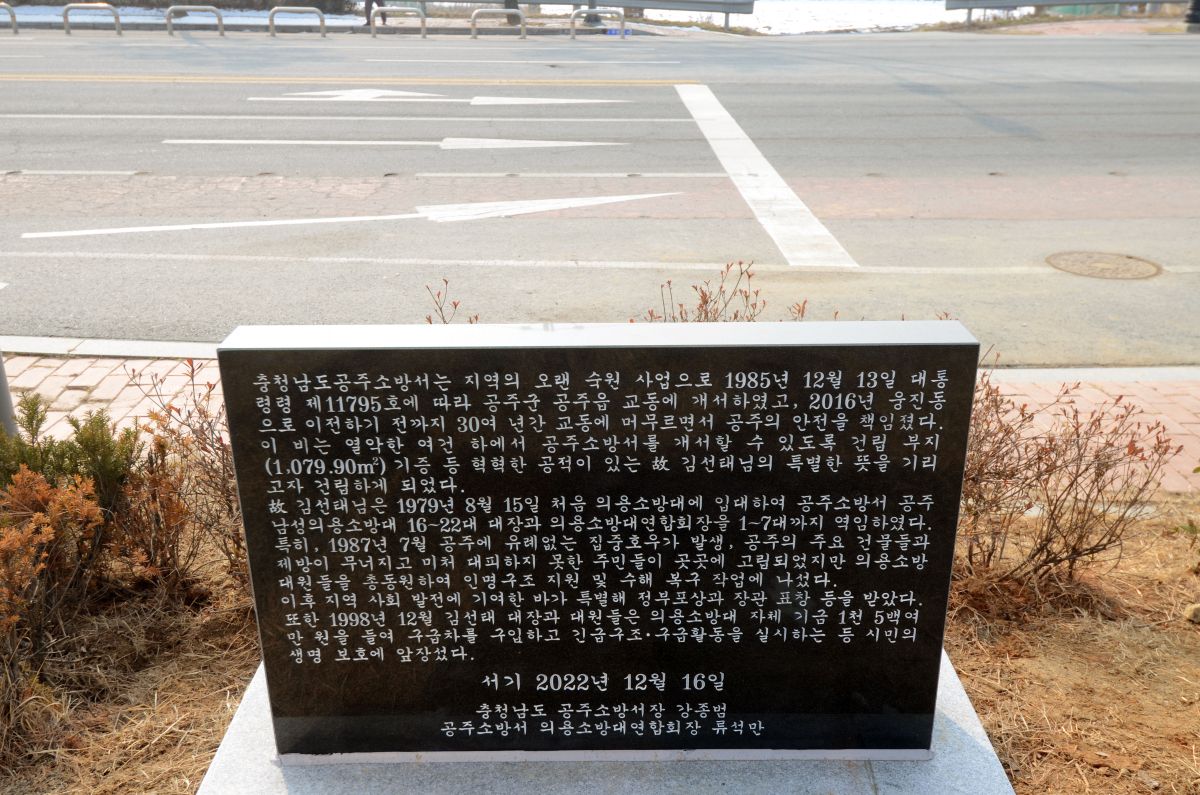 충청남도공주소방서는 지역의 오랜 숙원 사업으로 1985년 12월 13일 대통
령령 제11795호에 따라 공주군 공주읍 교동에 개서하였고, 2016년 웅진동
으로 이전하기 전까지 30여 년간 교동에 머무르면서 공주의 안전을 책임졌다.
이 비는 열악한 여건 하에서 공주소방서를 개서할 수 있도록 건립 부지
(1,079.90㎡) 기증 등 혁혁한 공적이 있는 故 김선태님의 특별한 뜻을 기리
고자 건립하게 되었다.
故 김선태님은 1979년 8월 15일 처음 의용소방대에 입대하여 공주소방서 공주
남성의용소방대 16~22대 대장과 의용소방대연합회장을 1~7대까지 역임하였다.
특히, 1987년 7월 공주에 유례없는 집중호우가 발생, 공주의 주요 건물들과
제방이 무너지고 미처 대피하지 못한 주민들이 곳곳에 고립되었지만 의용소방
대원들을 총동원하여 인명구조 지원 및 수해 복구 작업에 나섰다.
이후 지역 사회 발전에 기여한 바가 특별해 정부포상과 장관 표창 등을 받았다.
또한 1998년 12월 김선태 대장과 대원들은 의용소방대 자체 기금 1천 5백여
만 원을 들여 구급차를 구입하고 긴급구조·구급활동을 실시하는 등 시민의
생명 보호에 앞장섰다.
서기 2022년 12월 16일
충청남도 공주소방서장 강종범
공주소방서 의용소방대연합회장 류석만